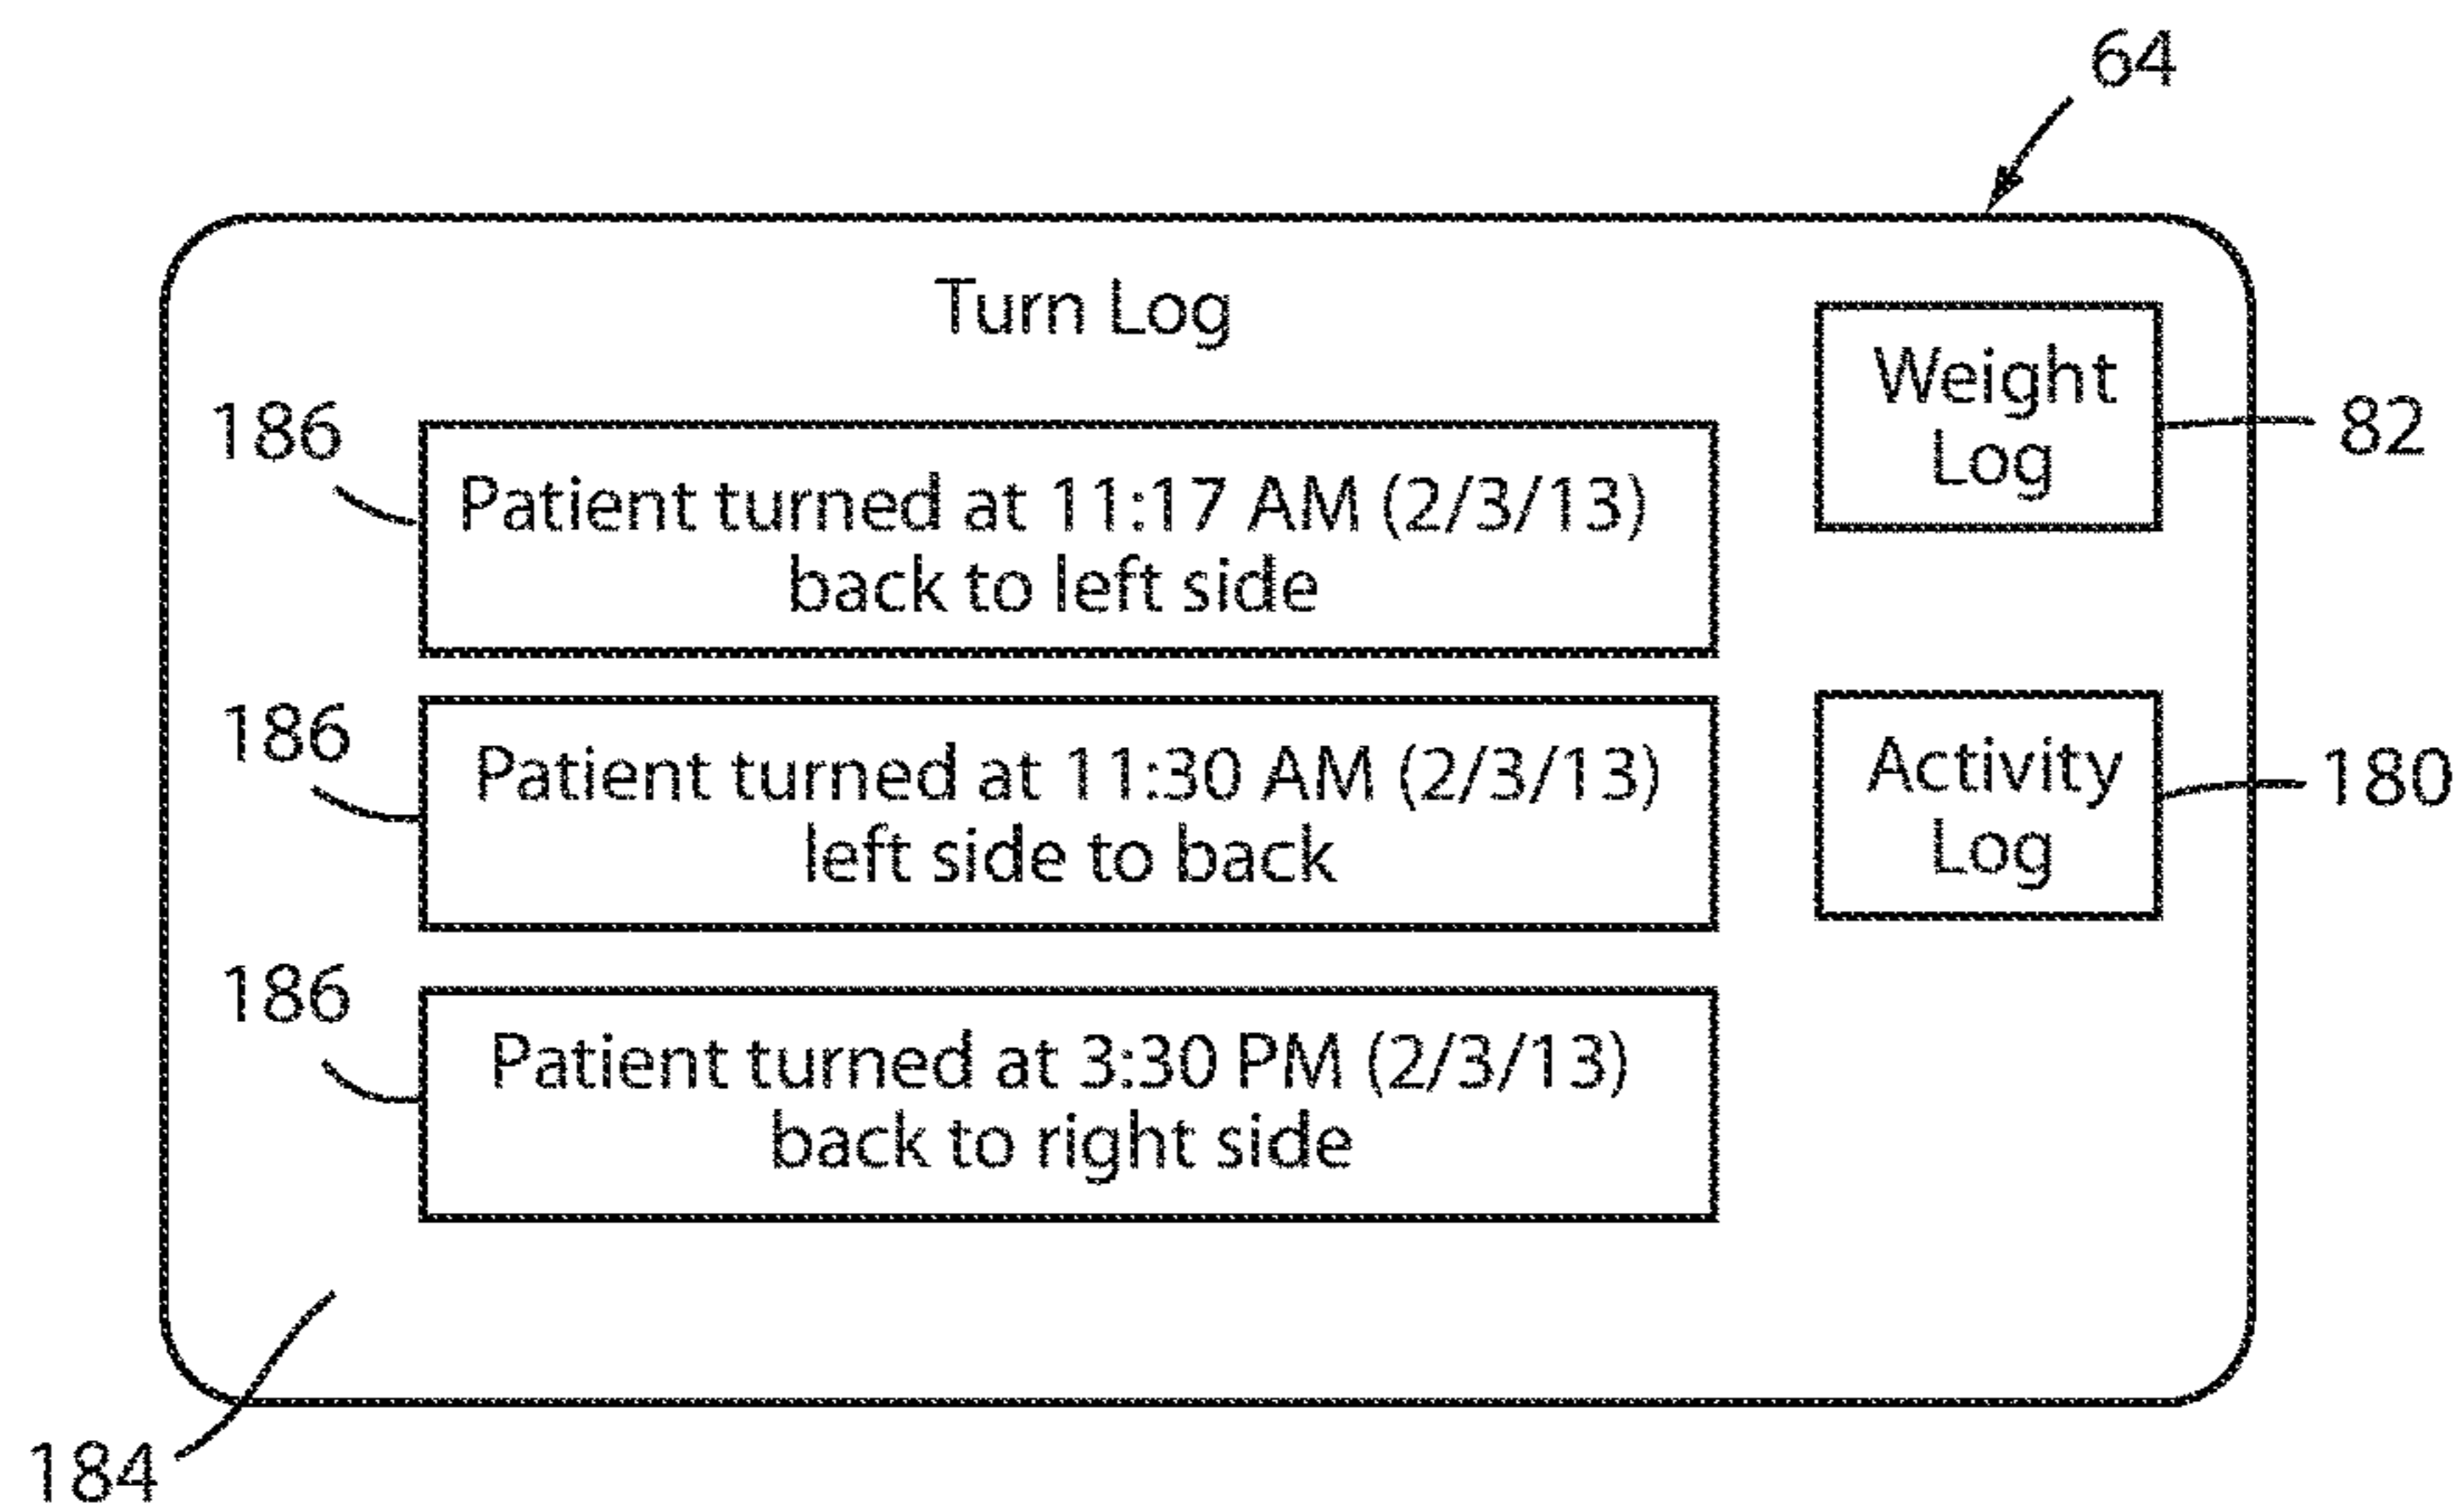 64
Turn Log
Weight
Log
82
186
Patient turned at 11:17 AM (2/3/13)
back to left side
186
Patient turned at 11:30 AM (2/3/13)
left side to back
Activity
Log
180
186
Patient turned at 3:30 PM (2/3/13)
back to right side
184